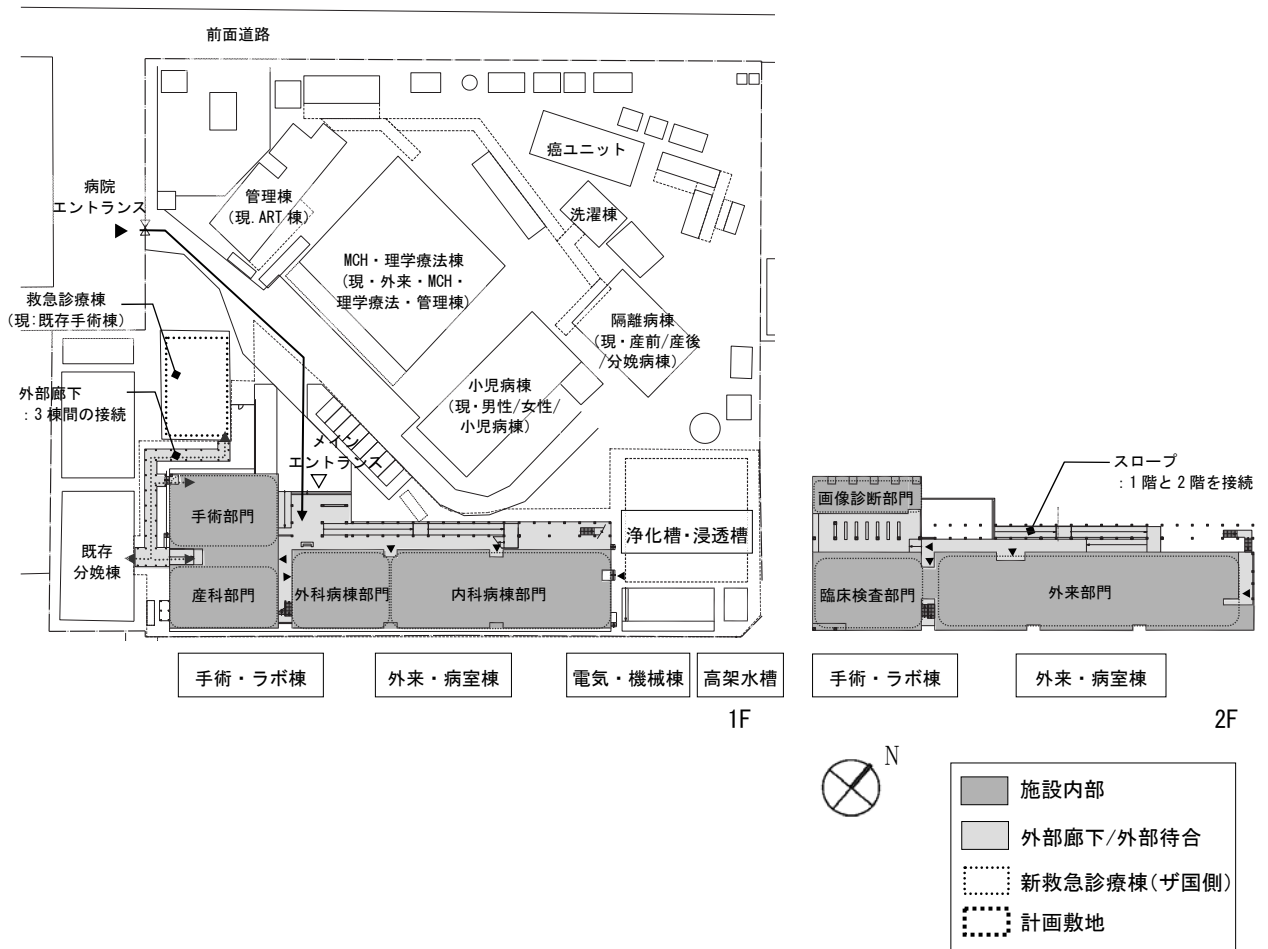 前面道路
病院
エントランス
管理棟
(現.ART棟)
癌ユニット
洗濯棟
MCH・理学療法棟
(現・外来・MCH・
理学療法・管理棟)
救急診療棟
(現:既存手術棟)
隔離病棟
(現・産前/産後
/分娩病棟)
小児病棟
(現・男性/女性/
小児病棟)
外部廊下
:3棟間の接続
メイン
エントランス
手術部門
既存
分娩棟
産科部門
外科病棟部門
内科病棟部門
浄化槽・浸透槽
手術・ラボ棟
外来・病室棟
電気・機械棟
高架水槽
1F
スロープ
:1階と2階を接続
画像診断部門
臨床検査部門
外来部門
手術・ラボ棟
外来・病室棟
2F
N
施設内部
外部廊下/外部待合
新救急診療棟(ザ国側)
計画敷地